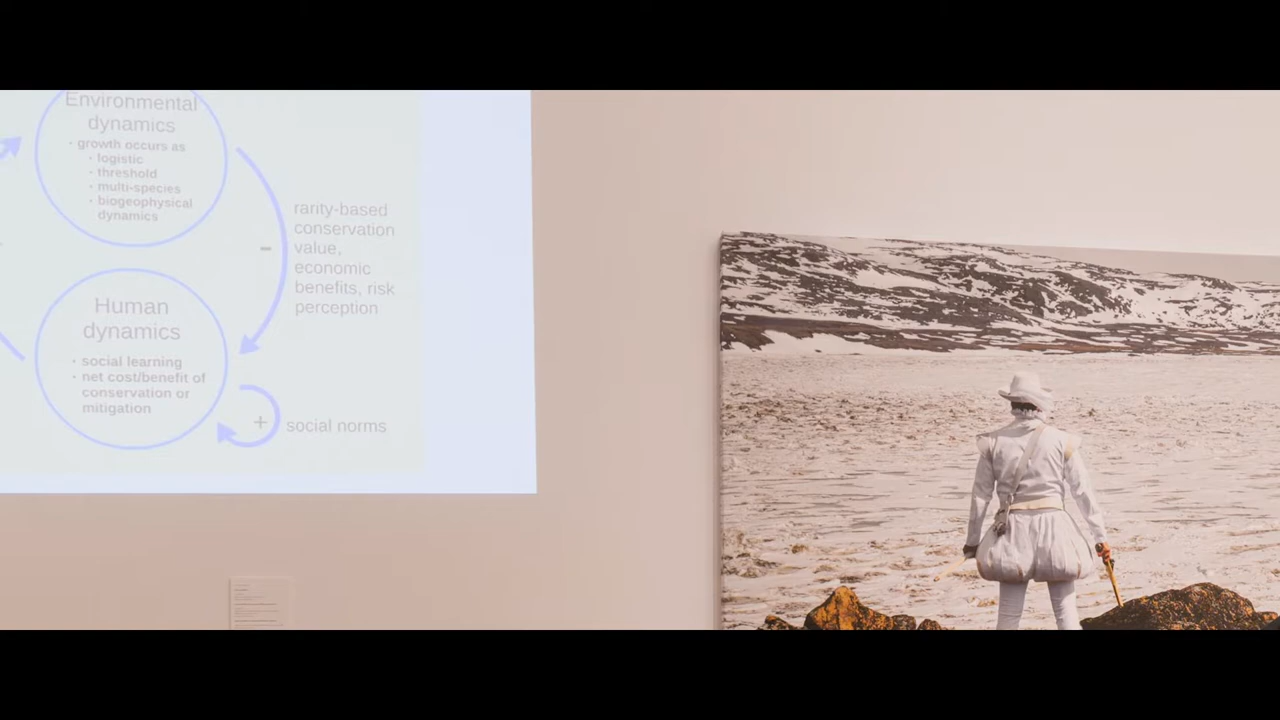 Environmental
dynamics
· growth occurs as
· logistic
· threshold
· multi-species
· biogeophysical
dynamics
rarity-based
conservation
value,
economic
benefits, risk
perception
-
Human
dynamics
· social learning
· net cost/benefit of
conservation or
mitigation
+
social norms